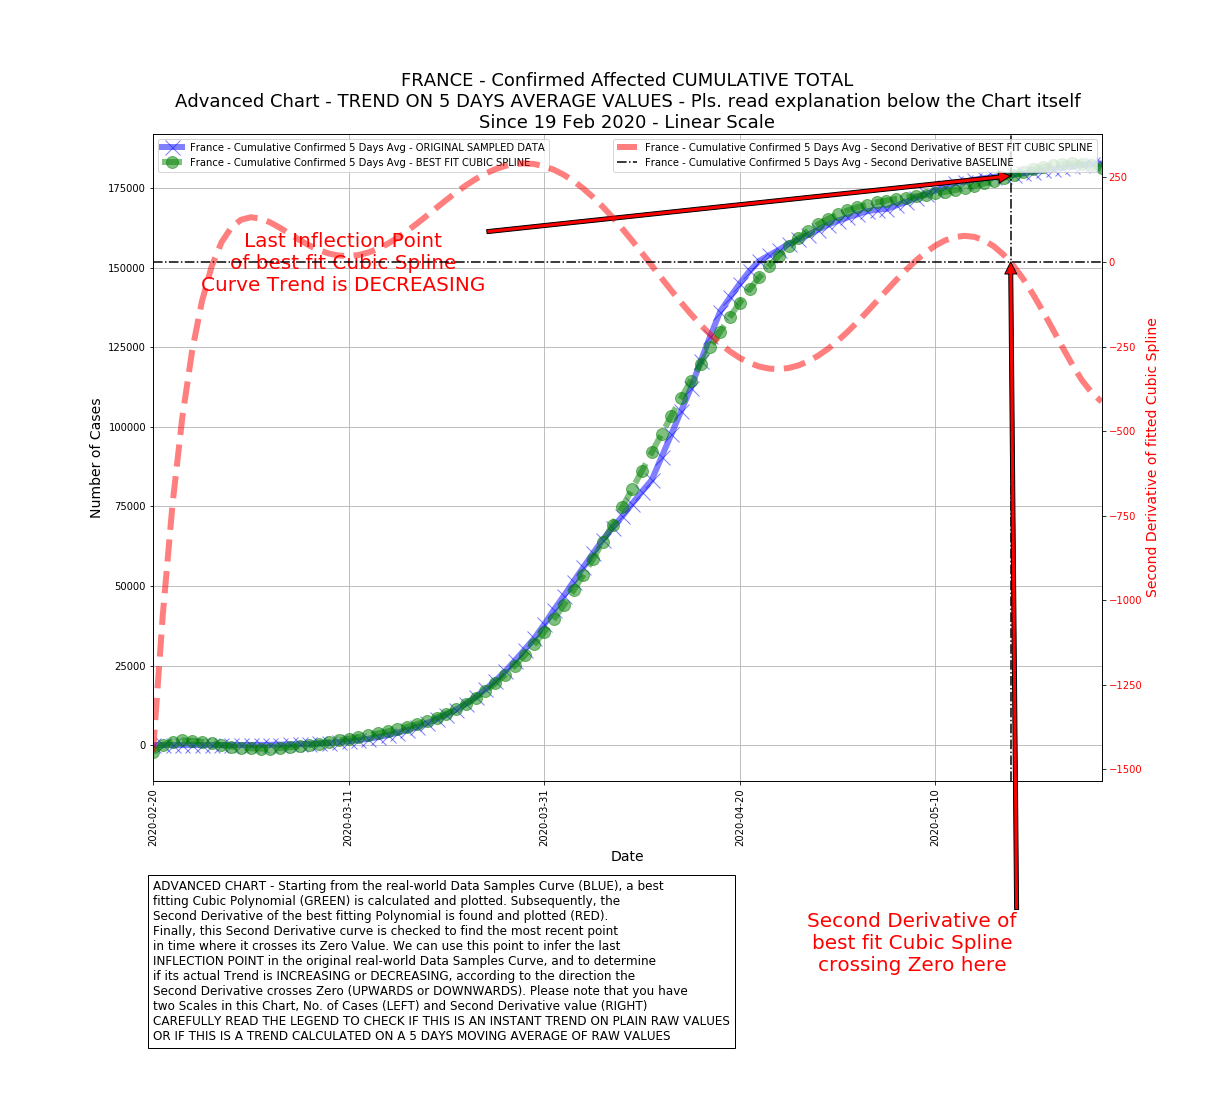 FRANCE - Confirmed Affected CUMULATIVE TOTAL
Advanced Chart - TREND ON 5 DAYS AVERAGE VALUES - Pls. read explanation below the Chart itself
Since 19 Feb 2020 - Linear Scale
France - Cumulative Confirmed 5 Days Avg - ORIGINAL SAMPLED DATA
France - Cumulative Confirmed 5 Days Avg - BEST FIT CUBIC SPLINE
France - Cumulative Confirmed 5 Days Avg - Second Derivative of BEST FIT CUBIC SPLINE
France - Cumulative Confirmed 5 Days Avg - Second Derivative BASELINE
Last Inflection Point
of best fit Cubic Spline
Curve Trend is DECREASING
Number of Cases
175000
150000
125000
100000
75000
50000
25000
0
250
0
−250
−500
−750
−1000
−1250
−1500
Second Derivative of fitted Cubic Spline
2020-02-20
2020-03-11
2020-03-31
2020-04-20
2020-05-10
Date
ADVANCED CHART - Starting from the real-world Data Samples Curve (BLUE), a best
fitting Cubic Polynomial (GREEN) is calculated and plotted. Subsequently, the
Second Derivative of the best fitting Polynomial is found and plotted (RED).
Finally, this Second Derivative curve is checked to find the most recent point
in time where it crosses its Zero Value. We can use this point to infer the last
INFLECTION POINT in the original real-world Data Samples Curve, and to determine
if its actual Trend is INCREASING or DECREASING, according to the direction the
Second Derivative crosses Zero (UPWARDS or DOWNWARDS). Please note that you have
two Scales in this Chart, No. of Cases (LEFT) and Second Derivative value (RIGHT)
CAREFULLY READ THE LEGEND TO CHECK IF THIS IS AN INSTANT TREND ON PLAIN RAW VALUES
OR IF THIS IS A TREND CALCULATED ON A 5 DAYS MOVING AVERAGE OF RAW VALUES
Second Derivative of
best fit Cubic Spline
crossing Zero here